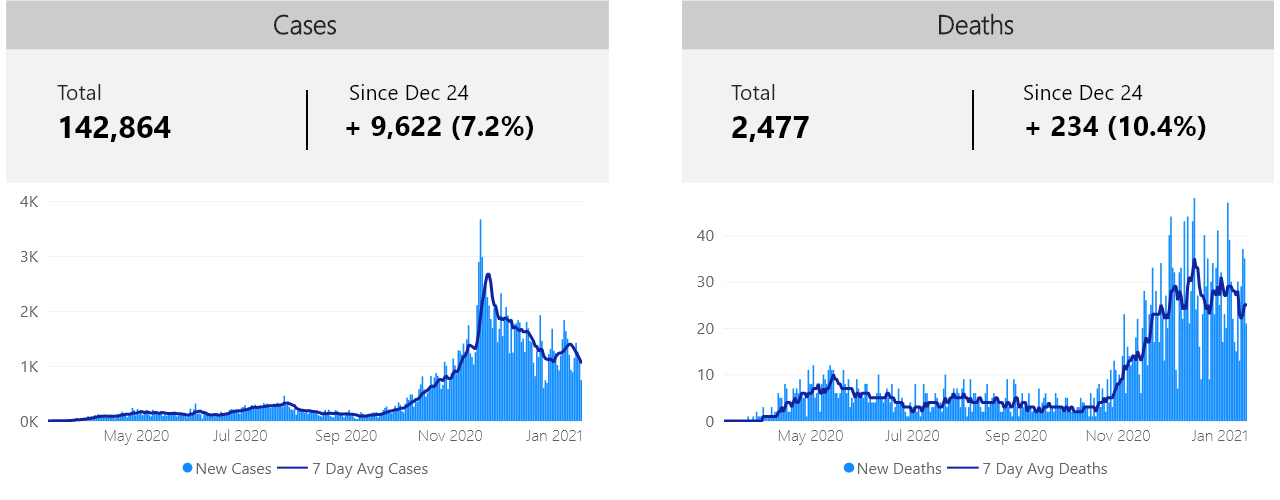 Cases
Total
142,864
Since Dec 24
+ 9,622 (7.2%)
4K
3K
2K
1K
0K
May 2020 Jul 2020 Sep 2020 Nov 2020 Jan 2021
New Cases 7 Day Avg Cases
Deaths
Total
2,477
Since Dec 24
+ 234 (10.4%)
40
30
20
10
0
May 2020 Jul 2020 Sep 2020 Nov 2020 Jan 2021
New Deaths 7 Day Avg Deaths